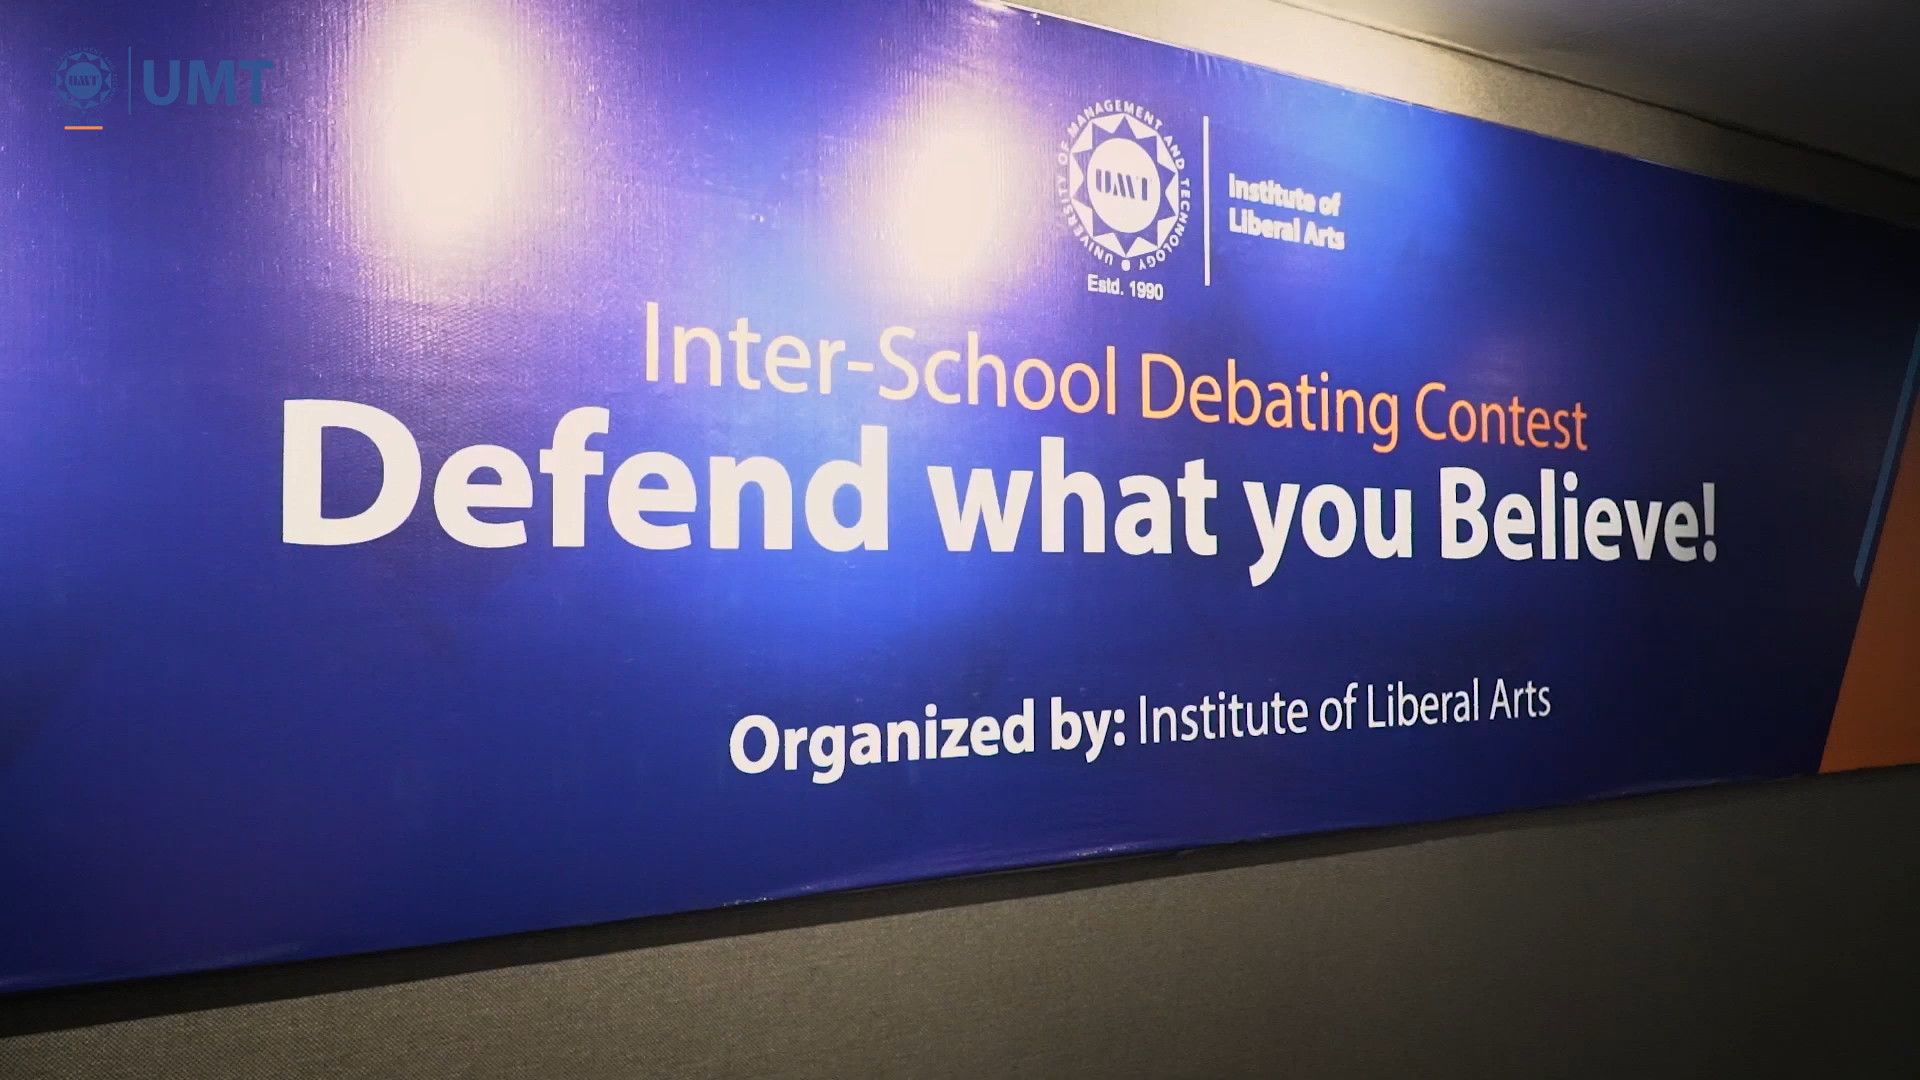 UMT
UNIVERSITY OF MANAGEMENT AND TECHNOLOGY
UMT
Estd. 1990
Institute of
Liberal Arts
Inter-School Debating Contest
Defend what you Believe!
Organized by: Institute of Liberal Arts